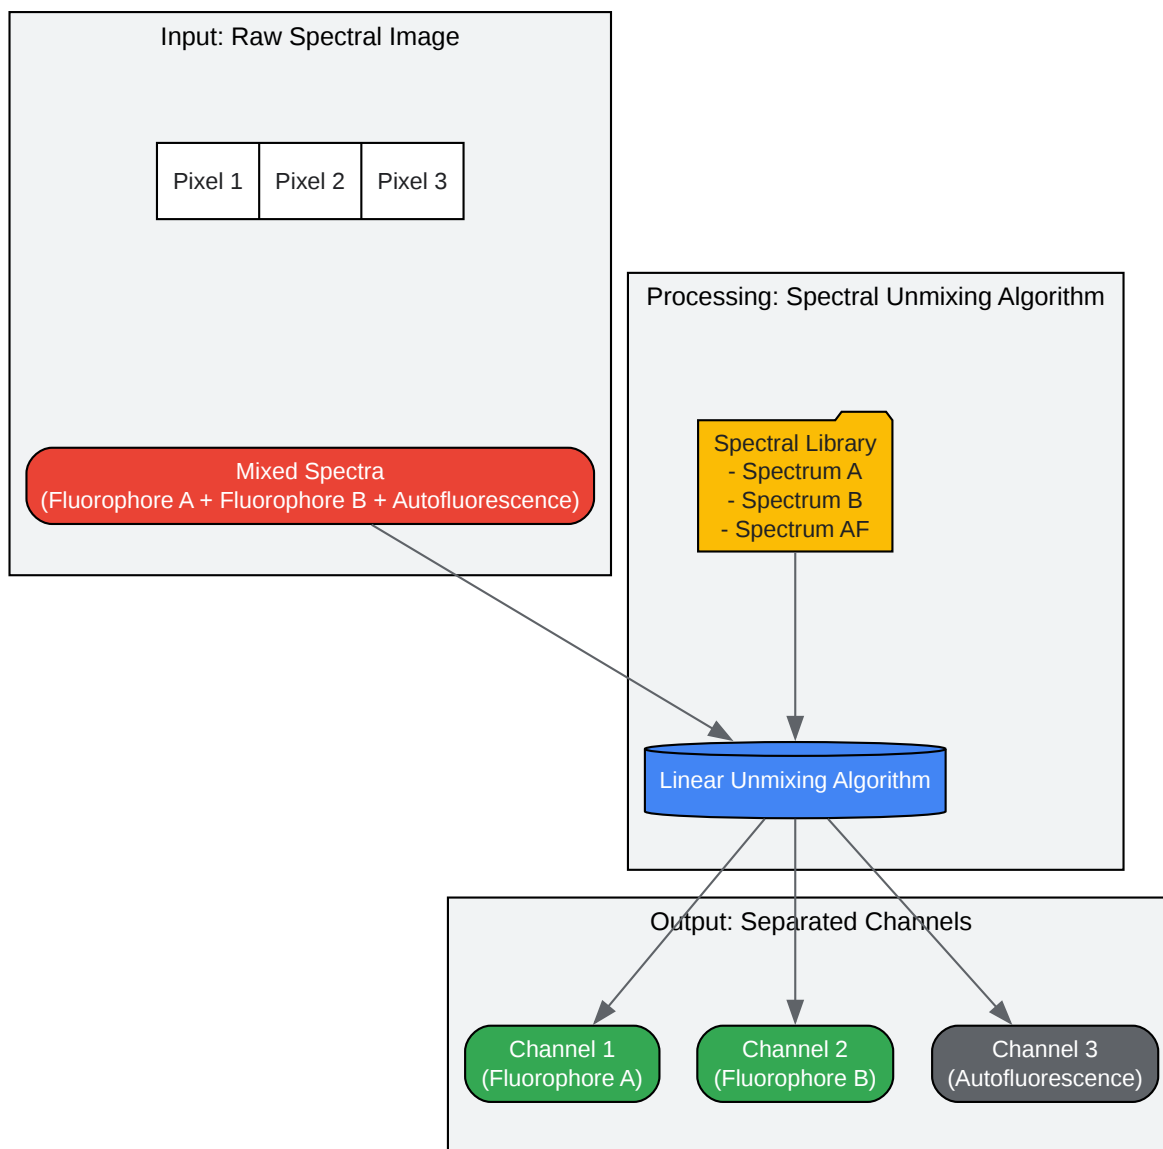 Input: Raw Spectral Image
Pixel 1 Pixel 2 Pixel 3
Mixed Spectra
(Fluorophore A + Fluorophore B + Autofluorescence)
Processing: Spectral Unmixing Algorithm
Spectral Library
- Spectrum A
- Spectrum B
- Spectrum AF
Linear Unmixing Algorithm
Output: Separated Channels
Channel 1
(Fluorophore A)
Channel 2
(Fluorophore B)
Channel 3
(Autofluorescence)